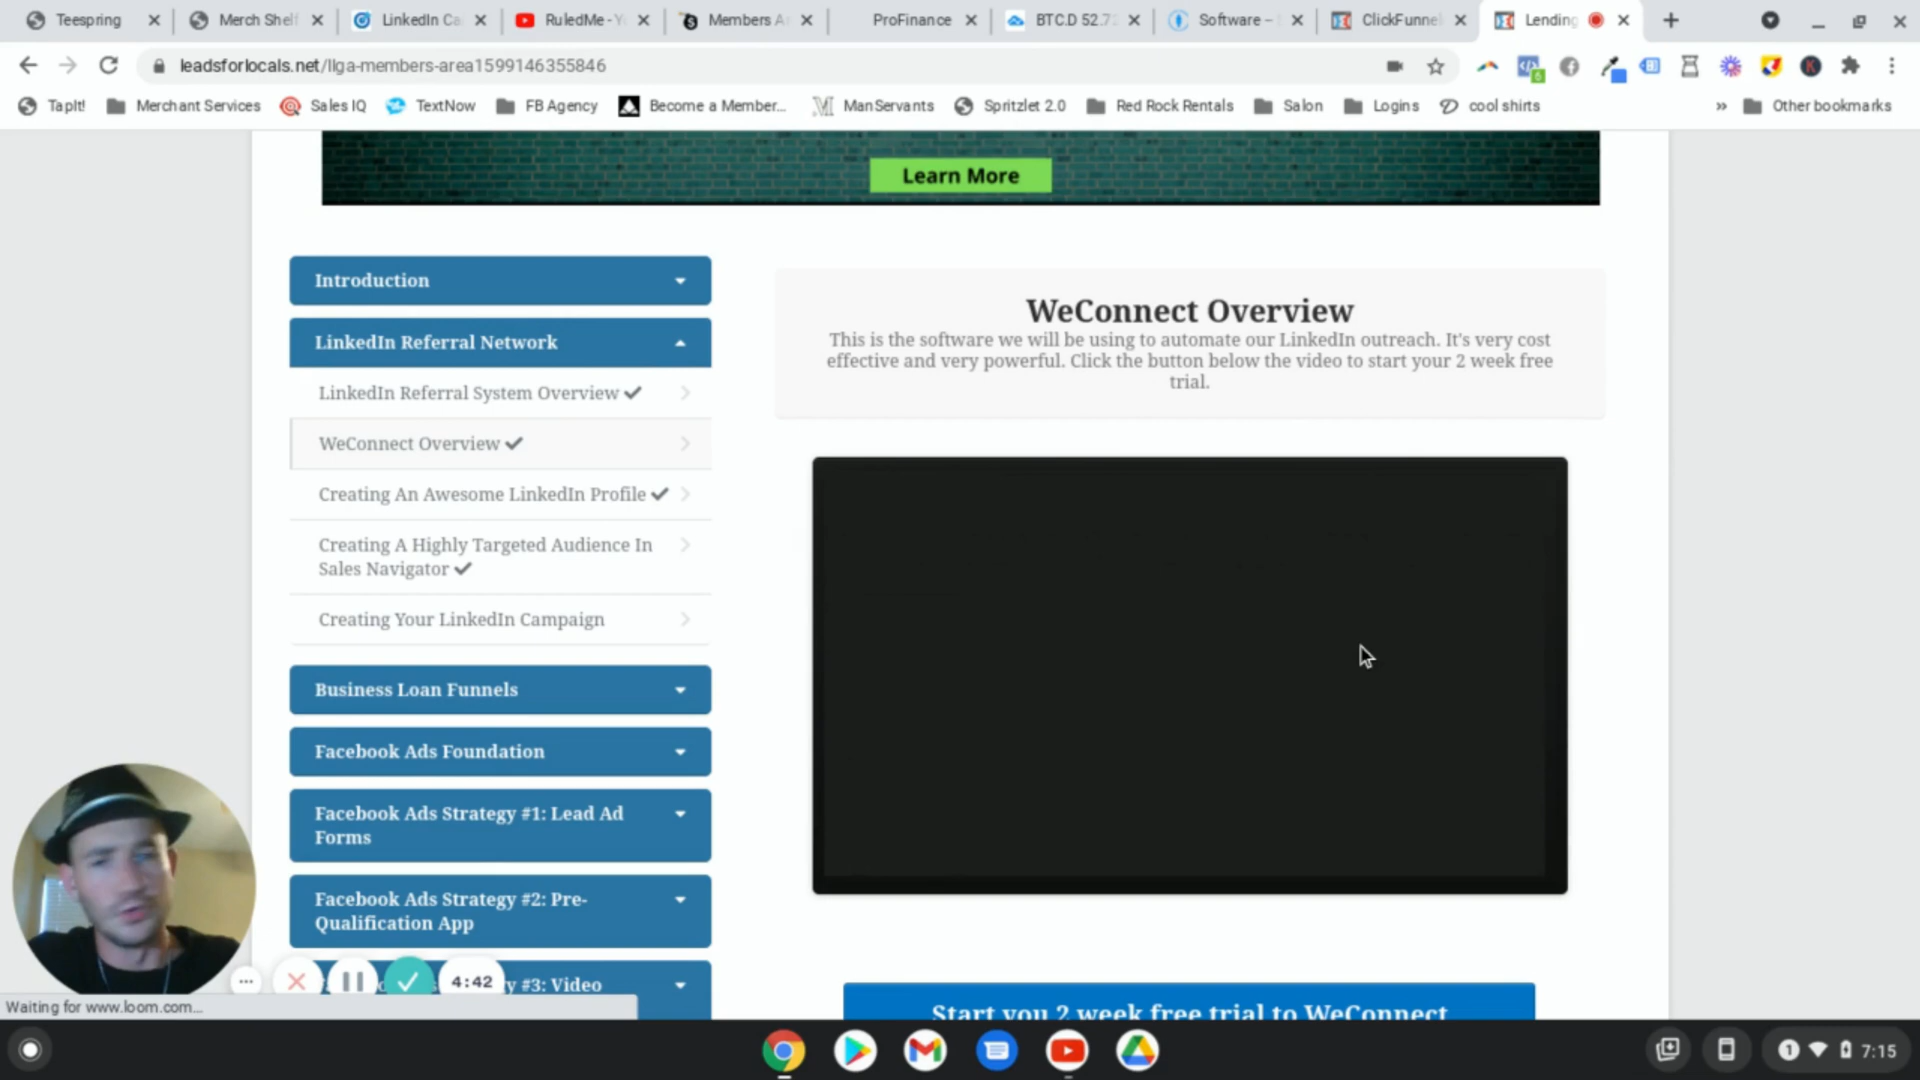 Teespring
Merch Shelf
LinkedIn Ca
RuledMe - Y
Members A
ProFinance
BTC.D 52.7
Software –
ClickFunne
Lending
leadsforlocals.net/llga-members-area1599146355846
6
TapIt!
Merchant Services
Sales IQ
TextNow
FB Agency
Become a Member...
ManServants
Spritzlet 2.0
Red Rock Rentals
Salon
Logins
cool shirts
»
Other bookmarks
Learn More
Introduction
LinkedIn Referral Network
LinkedIn Referral System Overview
WeConnect Overview
Creating An Awesome LinkedIn Profile
Creating A Highly Targeted Audience In
Sales Navigator
Creating Your LinkedIn Campaign
Business Loan Funnels
Facebook Ads Foundation
Facebook Ads Strategy #1: Lead Ad
Forms
Facebook Ads Strategy #2: Pre-
Qualification App
y #3: Video
WeConnect Overview
This is the software we will be using to automate our LinkedIn outreach. It's very cost
effective and very powerful. Click the button below the video to start your 2 week free
trial.
Start you 2 week free trial to WeConnect
4:42
Waiting for www.loom.com...
1
7:15